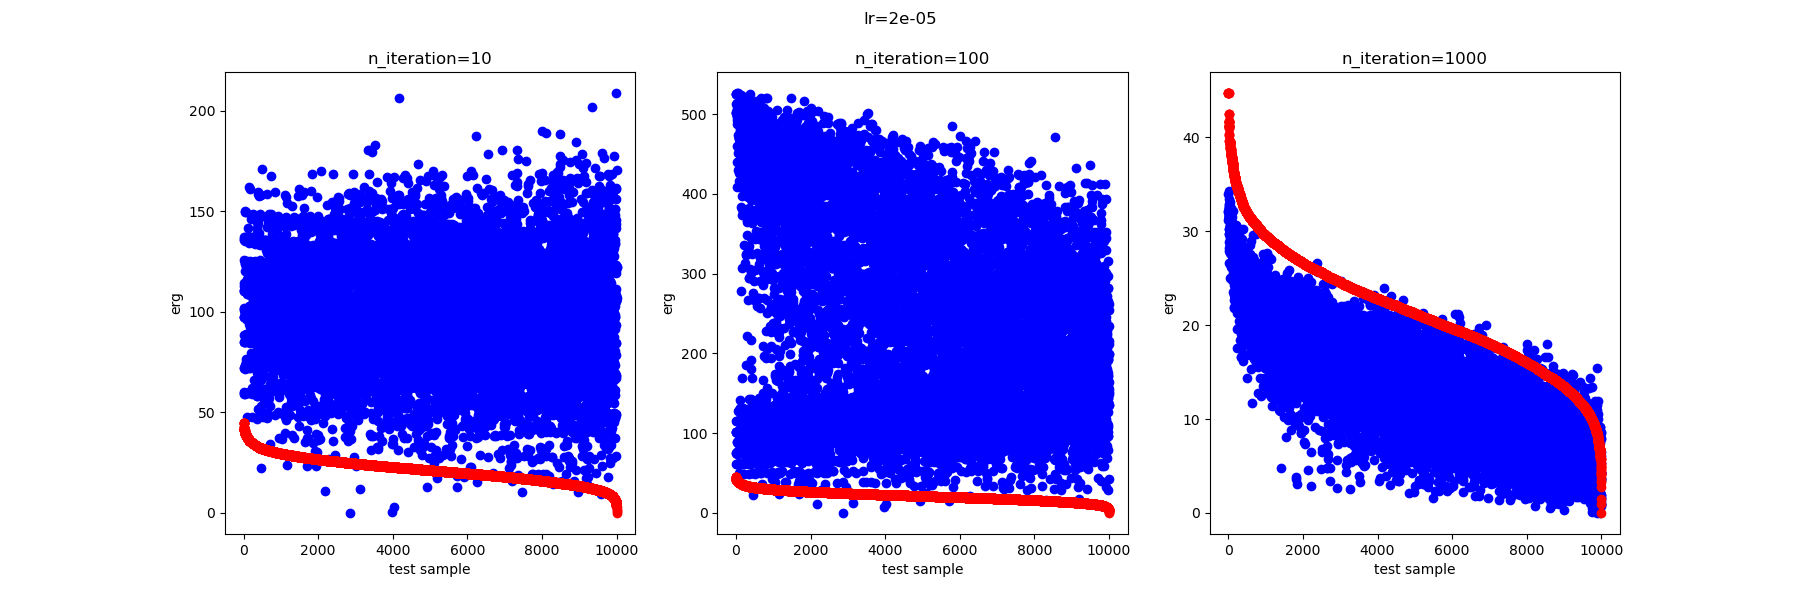 lr=2e-05
n_iteration=10
n_iteration=100
n_iteration=1000
erg
200
150
100
50
0
0 2000 4000 6000 8000 10000
test sample
erg
500
400
300
200
100
0
0 2000 4000 6000 8000 10000
test sample
erg
40
30
20
10
0
0 2000 4000 6000 8000 10000
test sample